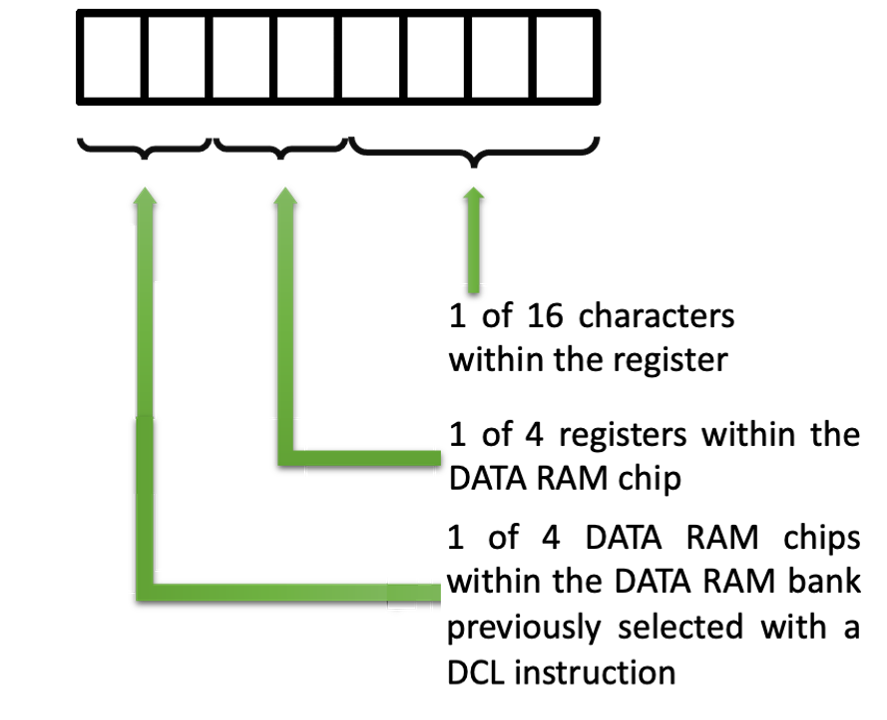 1 of 16 characters
within the register
1 of 4 registers within the
DATA RAM chip
1 of 4 DATA RAM chips
within the DATA RAM bank
previously selected with a
DCL instruction